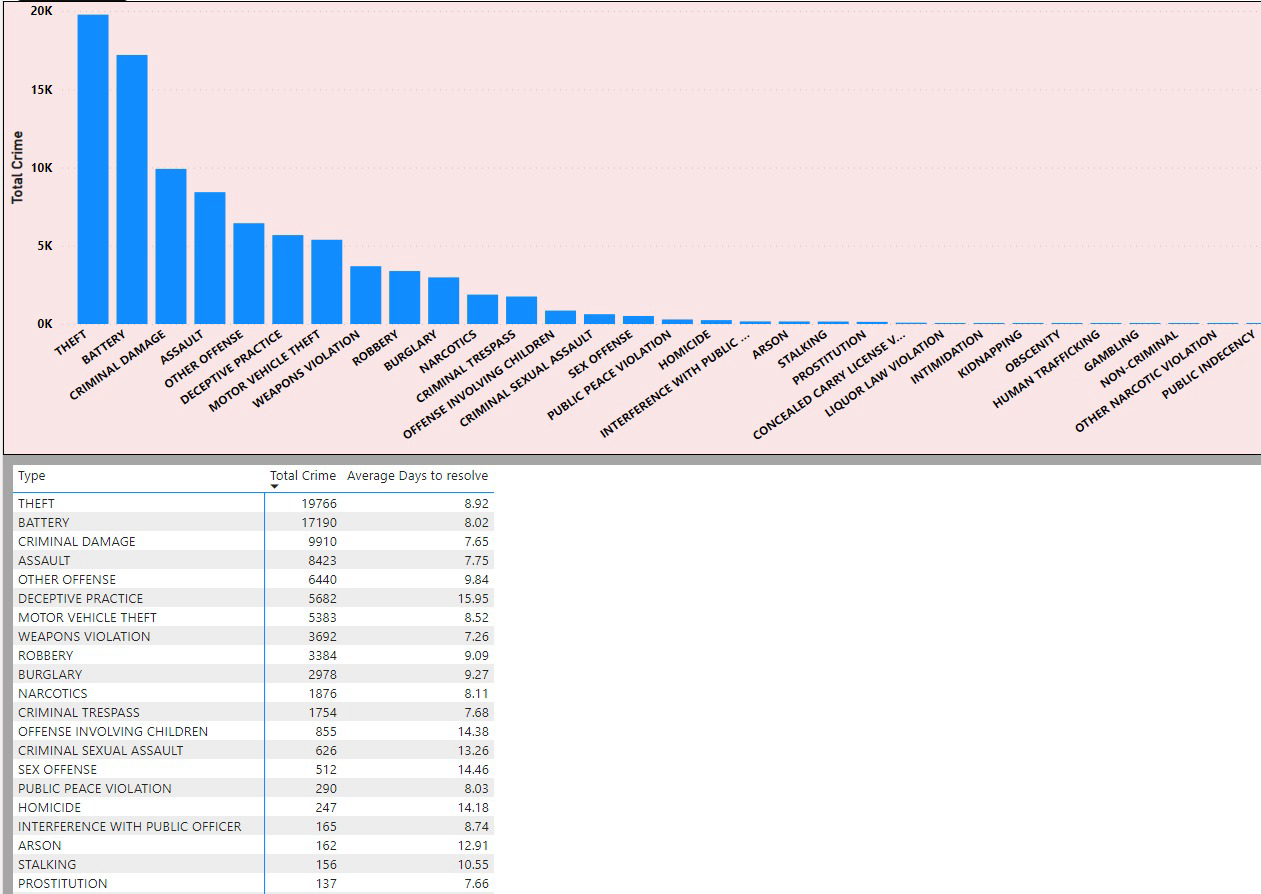 20K
15K
10K
5K
0K
Total Crime
THEFT
BATTERY
CRIMINAL DAMAGE
ASSAULT
OTHER OFFENSE
DECEPTIVE PRACTICE
MOTOR VEHICLE THEFT
WEAPONS VIOLATION
ROBBERY
BURGLARY
NARCOTICS
CRIMINAL TRESPASS
OFFENSE INVOLVING CHILDREN
CRIMINAL SEXUAL ASSAULT
SEX OFFENSE
PUBLIC PEACE VIOLATION
HOMICIDE
INTERFERENCE WITH PUBLIC ...
ARSON
STALKING
PROSTITUTION
CONCEALED CARRY LICENSE V...
LIQUOR LAW VIOLATION
INTIMIDATION
KIDNAPPING
OBSCENITY
HUMAN TRAFFICKING
GAMBLING
NON-CRIMINAL
OTHER NARCOTIC VIOLATION
PUBLIC INDECENCY
Type Total Crime Average Days to resolve
THEFT 19766 8.92
BATTERY 17190 8.02
CRIMINAL DAMAGE 9910 7.65
ASSAULT 8423 7.75
OTHER OFFENSE 6440 9.84
DECEPTIVE PRACTICE 5682 15.95
MOTOR VEHICLE THEFT 5383 8.52
WEAPONS VIOLATION 3692 7.26
ROBBERY 3384 9.09
BURGLARY 2978 9.27
NARCOTICS 1876 8.11
CRIMINAL TRESPASS 1754 7.68
OFFENSE INVOLVING CHILDREN 855 14.38
CRIMINAL SEXUAL ASSAULT 626 13.26
SEX OFFENSE 512 14.46
PUBLIC PEACE VIOLATION 290 8.03
HOMICIDE 247 14.18
INTERFERENCE WITH PUBLIC OFFICER 165 8.74
ARSON 162 12.91
STALKING 156 10.55
PROSTITUTION 137 7.66